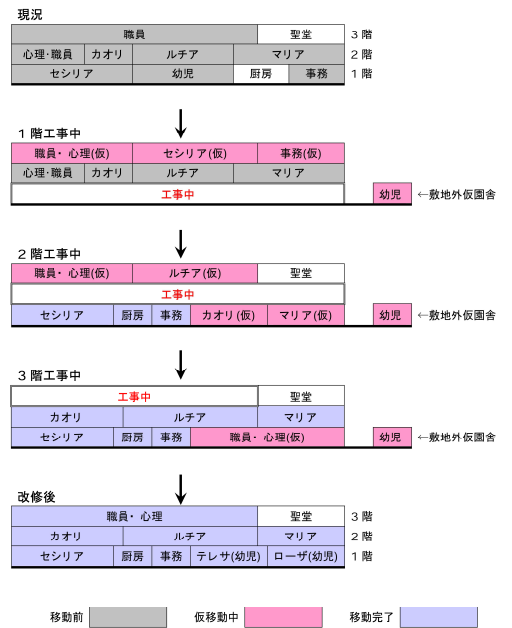 現況
職員 聖堂 3階
心理・職員 カオリ ルチア マリア 2階
セシリア 幼児 厨房 事務 1階
1階工事中
職員・心理(仮) セシリア(仮) 事務(仮)
心理・職員 カオリ ルチア マリア
工事中 幼児 ←敷地外仮園舎
2階工事中
職員・心理(仮) ルチア(仮) 聖堂
工事中
セシリア 厨房 事務 カオリ(仮) マリア(仮) 幼児 ←敷地外仮園舎
3階工事中
工事中 聖堂
カオリ ルチア マリア
セシリア 厨房 事務 職員・心理(仮) 幼児 ←敷地外仮園舎
改修後
職員・心理 聖堂 3階
カオリ ルチア マリア 2階
セシリア 厨房 事務 テレサ(幼児) ローザ(幼児) 1階
移動前 仮移動中 移動完了